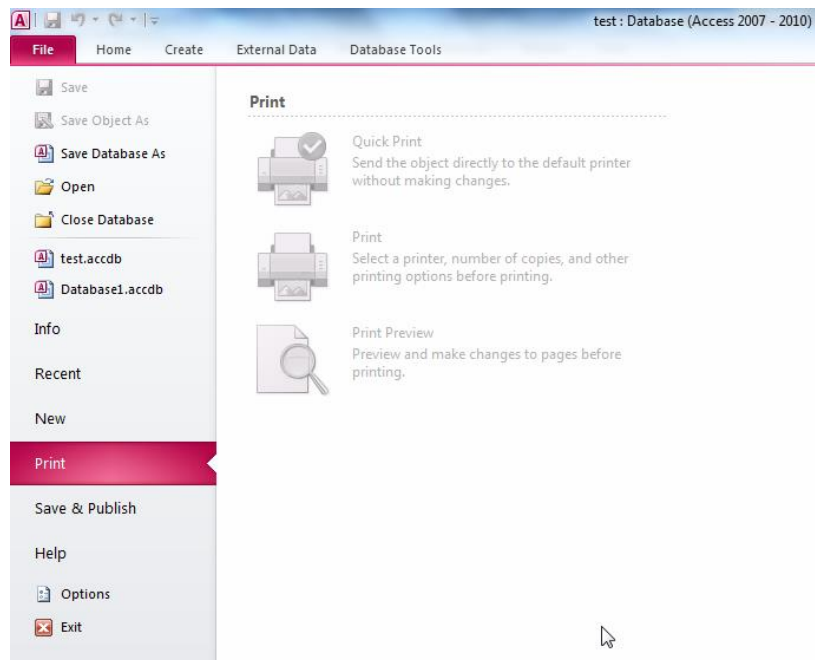 test : Database (Access 2007 - 2010)
File Home Create External Data Database Tools
Save
Save Object As
Save Database As
Open
Close Database
test.accdb
Database1.accdb
Info
Recent
New
Print
Save & Publish
Help
Options
Exit
Print
Quick Print
Send the object directly to the default printer
without making changes.
Print
Select a printer, number of copies, and other
printing options before printing.
Print Preview
Preview and make changes to pages before
printing.